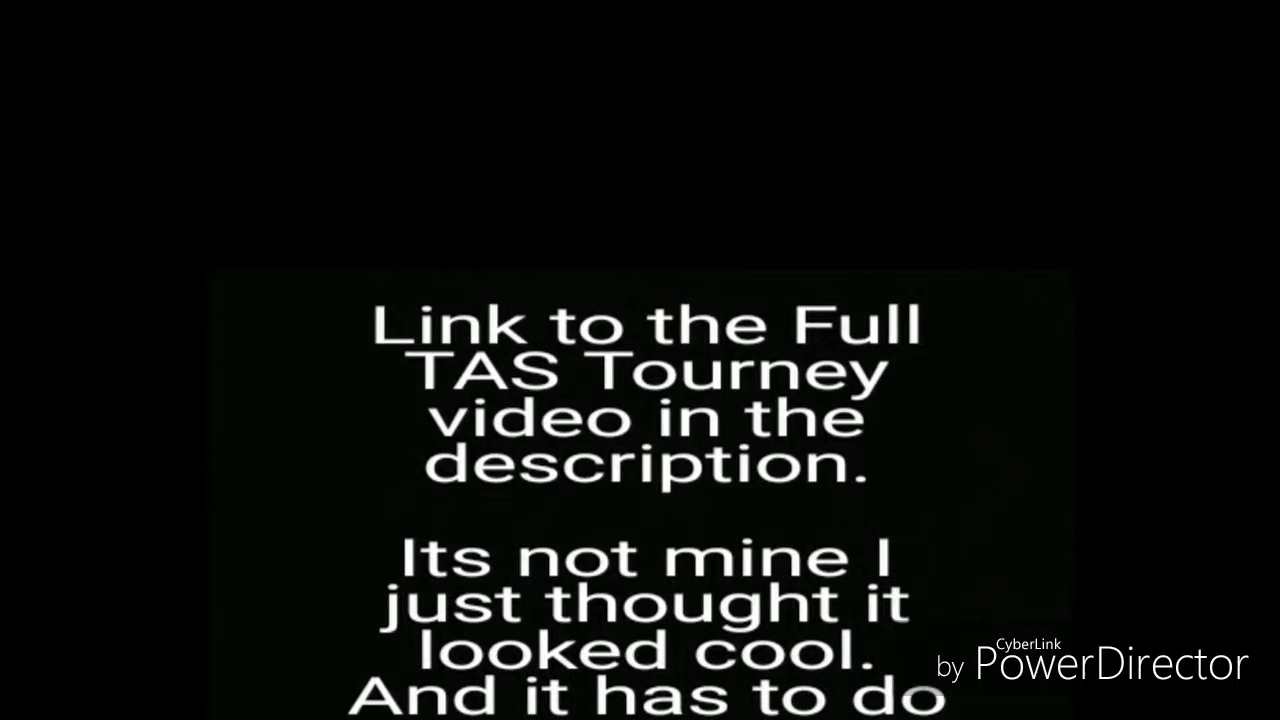 Link to the Full
TAS Tourney
video in the
description.
Its not mine I
just thought it
looked cool.
And it has to do
CyberLink
by PowerDirector